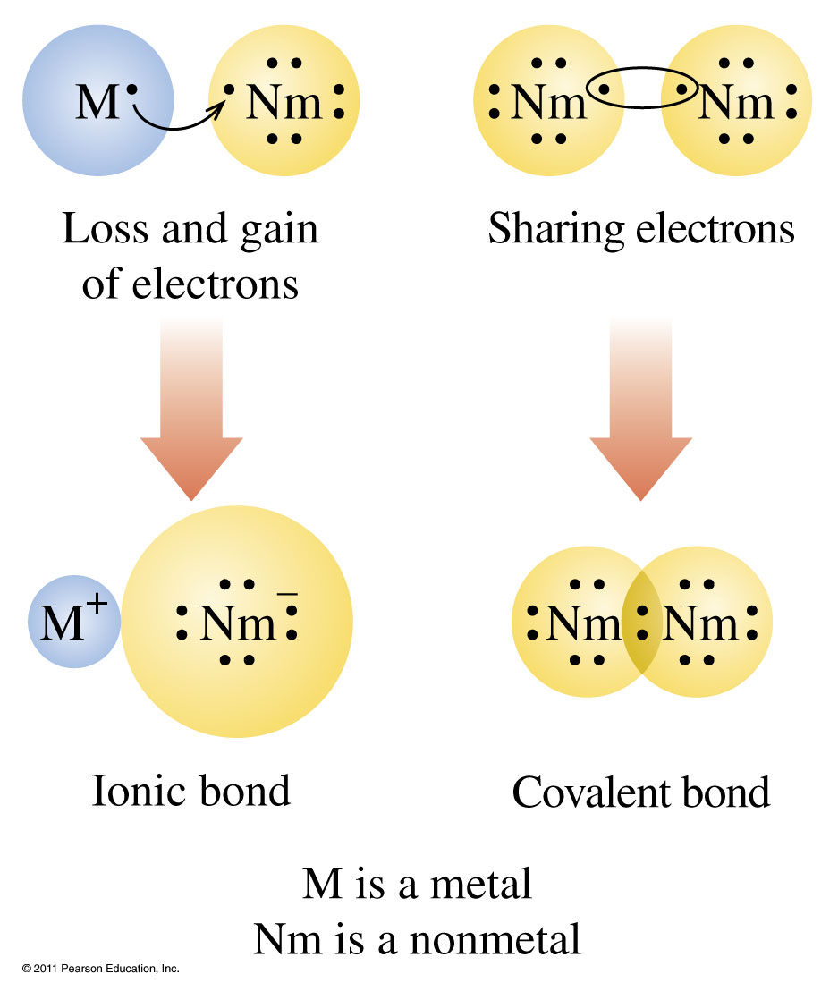 M Nm Nm Nm
Loss and gain
of electrons
Sharing electrons
M+ Nm− Nm Nm
Ionic bond
Covalent bond
M is a metal
Nm is a nonmetal
© 2011 Pearson Education, Inc.